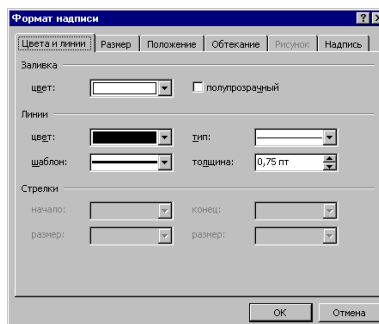 Формат надписи
Цвета и линии Размер Положение Обтекание Рисунок Надпись
Заливка
цвет: полупрозрачный
Линии
цвет: тип:
шаблон: толщина: 0,75 пт
Стрелки
начало: конец:
размер: размер:
ОК Отмена